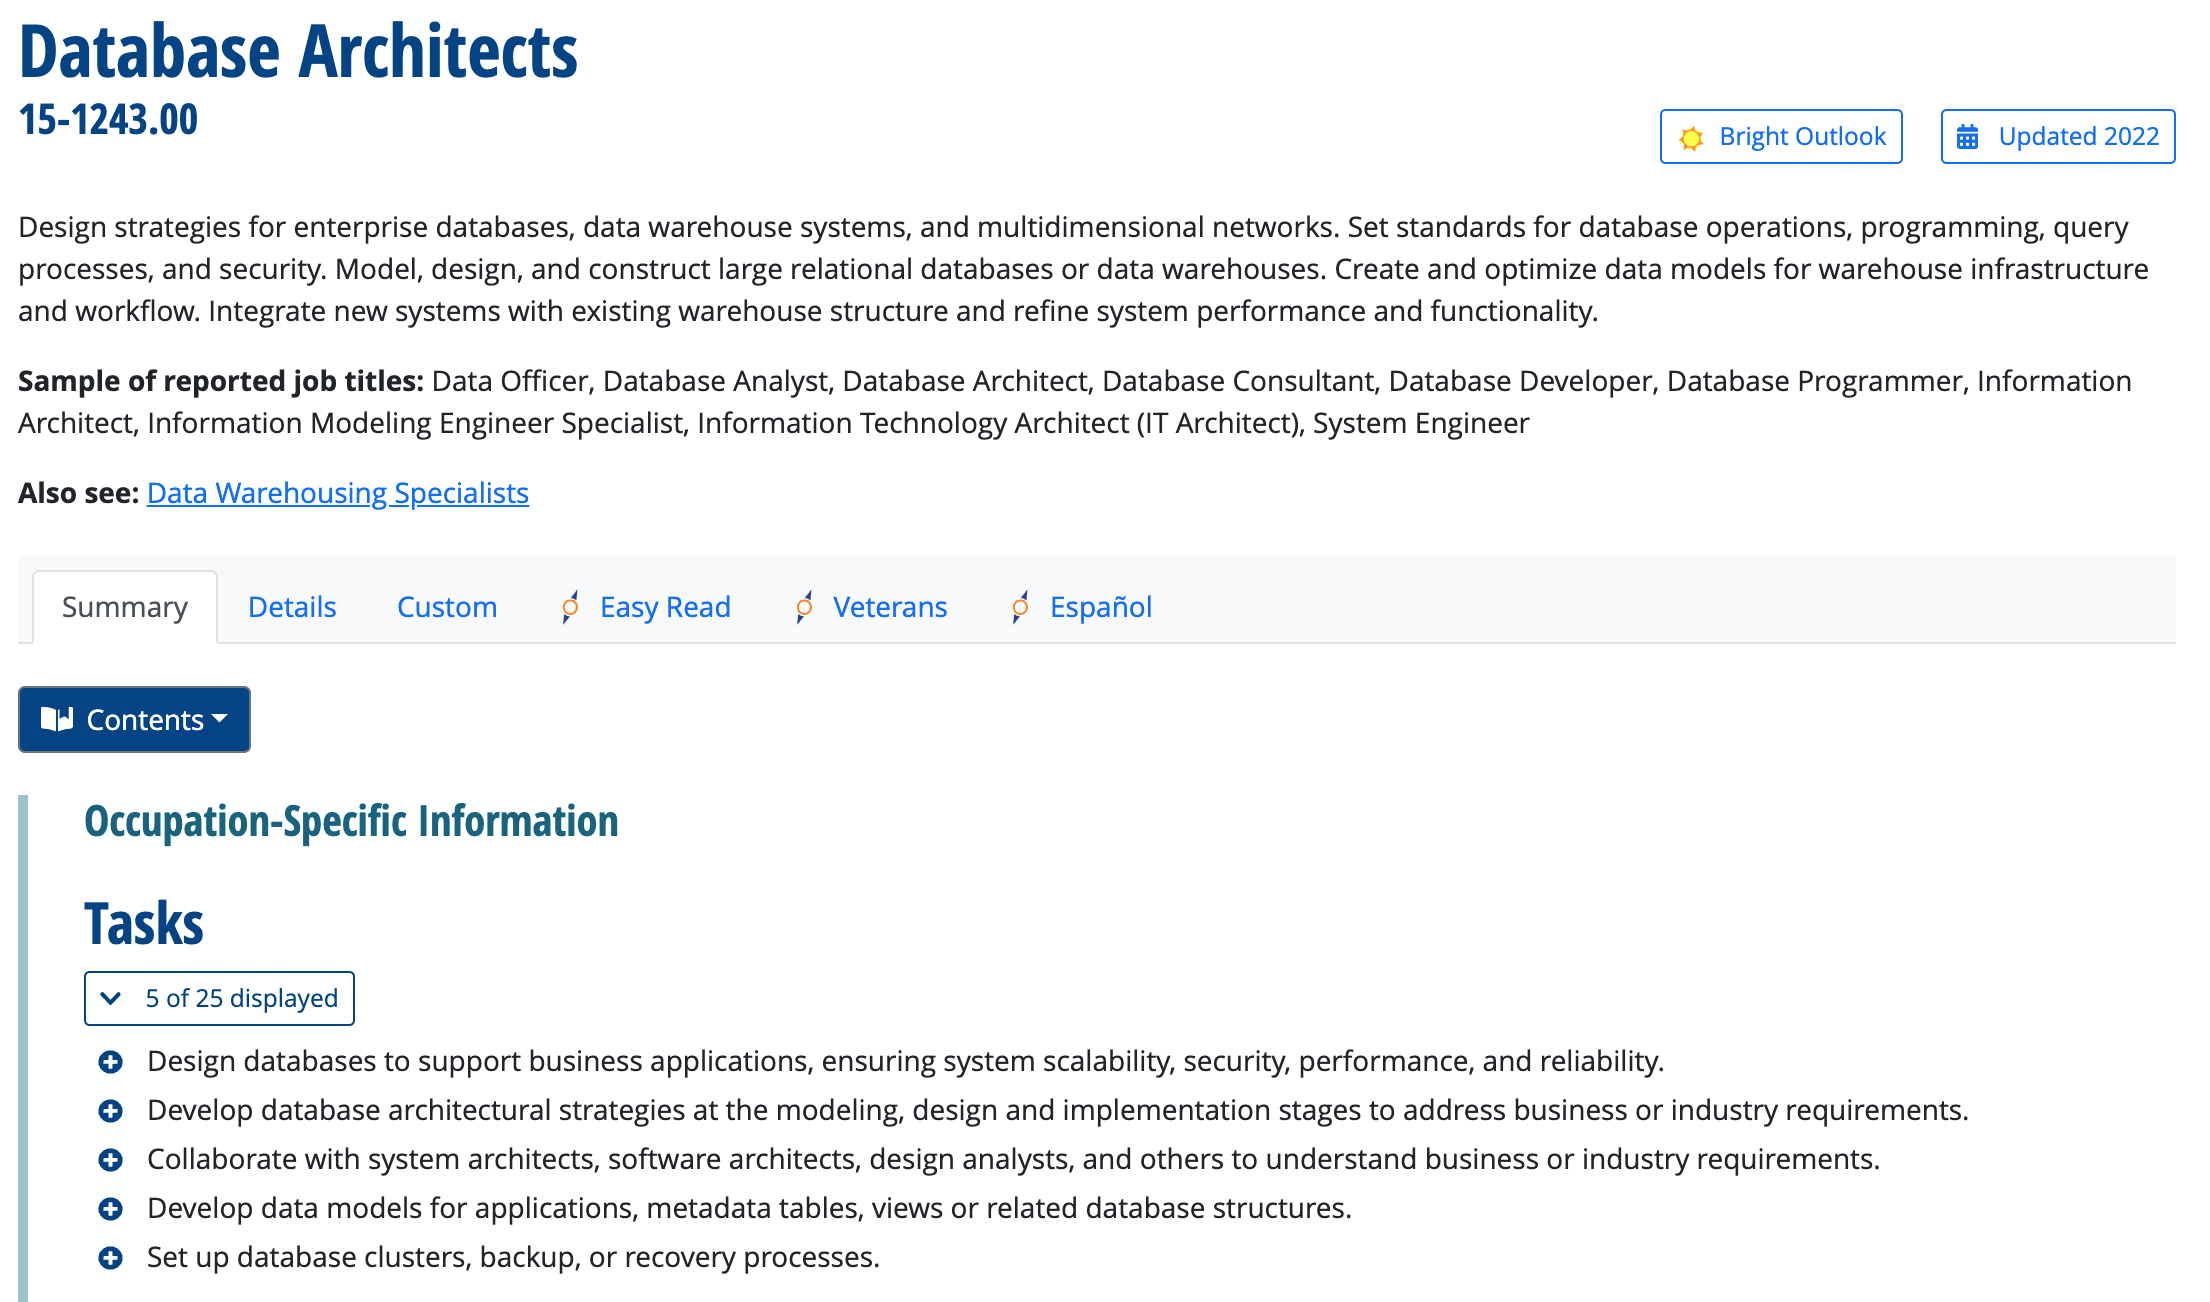 Database Architects
15-1243.00
Bright Outlook
Updated 2022
Design strategies for enterprise databases, data warehouse systems, and multidimensional networks. Set standards for database operations, programming, query
processes, and security. Model, design, and construct large relational databases or data warehouses. Create and optimize data models for warehouse infrastructure
and workflow. Integrate new systems with existing warehouse structure and refine system performance and functionality.
Sample of reported job titles: Data Officer, Database Analyst, Database Architect, Database Consultant, Database Developer, Database Programmer, Information
Architect, Information Modeling Engineer Specialist, Information Technology Architect (IT Architect), System Engineer
Also see: Data Warehousing Specialists
Summary Details Custom Easy Read Veterans Español
Contents
Occupation-Specific Information
Tasks
5 of 25 displayed
Design databases to support business applications, ensuring system scalability, security, performance, and reliability.
Develop database architectural strategies at the modeling, design and implementation stages to address business or industry requirements.
Collaborate with system architects, software architects, design analysts, and others to understand business or industry requirements.
Develop data models for applications, metadata tables, views or related database structures.
Set up database clusters, backup, or recovery processes.